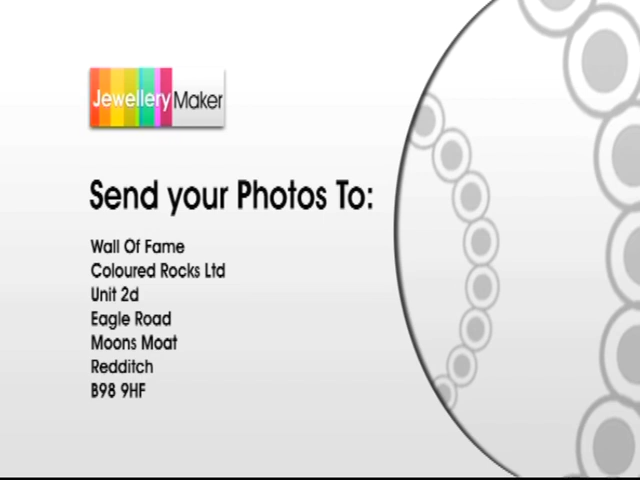 JewelleryMaker
Send your Photos To:
Wall Of Fame
Coloured Rocks Ltd
Unit 2d
Eagle Road
Moons Moat
Redditch
B98 9HF